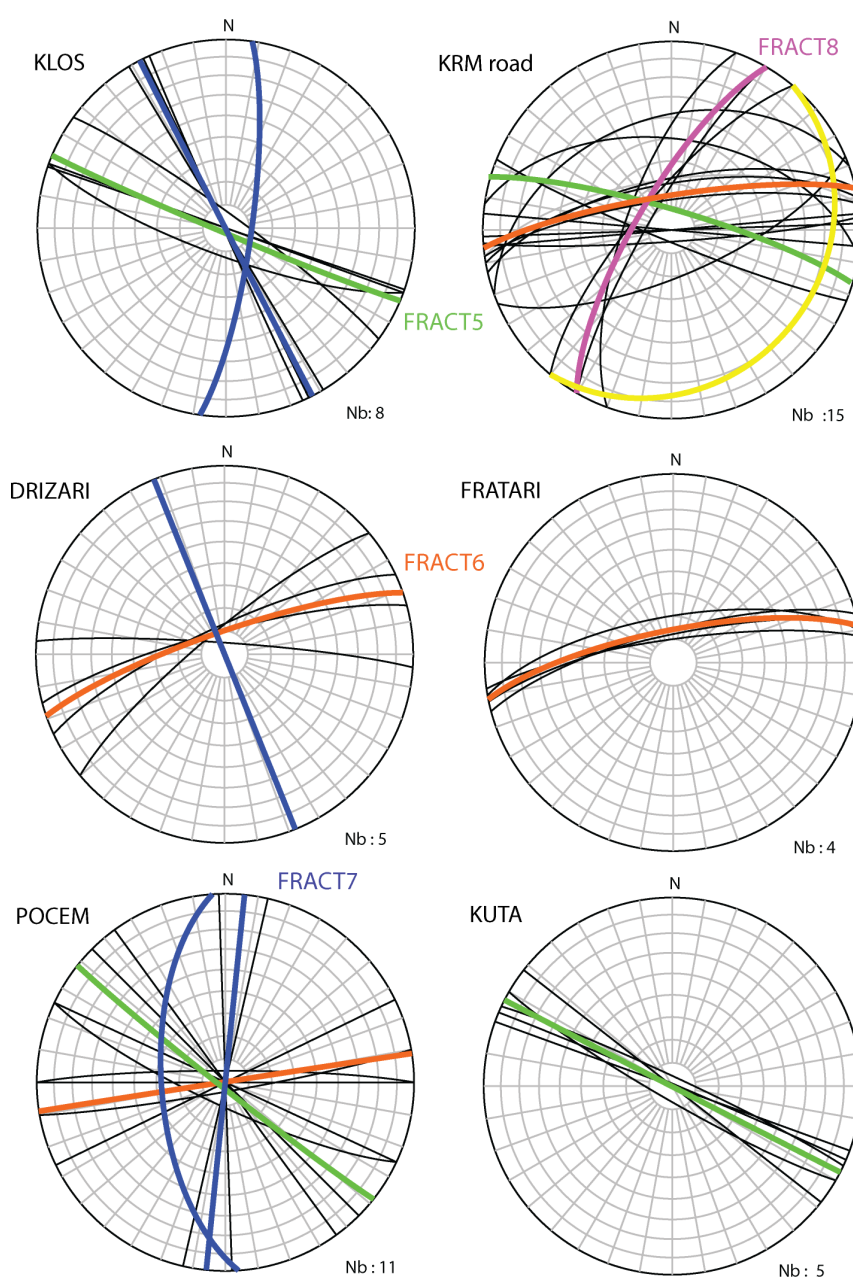 N
KLOS
FRACT5
Nb: 8
N
KRM road
FRACT8
Nb :15
N
DRIZARI
FRACT6
Nb : 5
N
FRATARI
Nb : 4
N
FRACT7
POCEM
Nb : 11
N
KUTA
Nb : 5